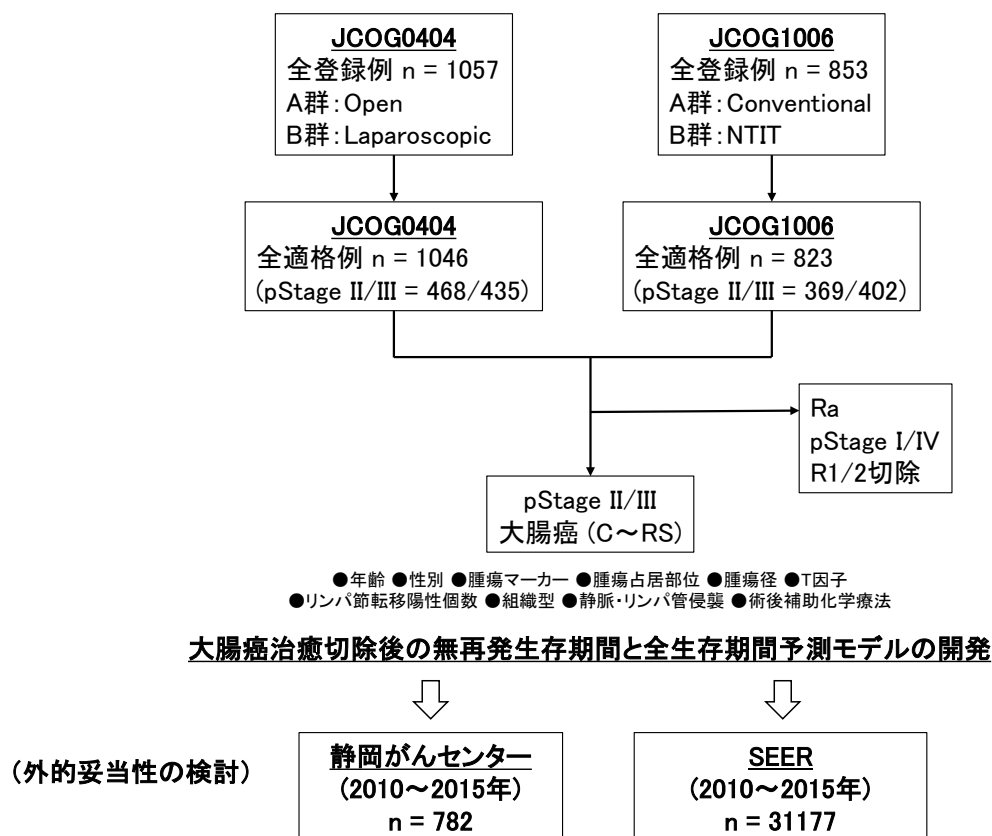 JCOG0404
全登録例 n = 1057
A群：Open
B群：Laparoscopic
JCOG1006
全登録例 n = 853
A群：Conventional
B群：NTIT
JCOG0404
全適格例 n = 1046
(pStage II/III = 468/435)
JCOG1006
全適格例 n = 823
(pStage II/III = 369/402)
Ra
pStage I/IV
R1/2切除
pStage II/III
大腸癌 (C～RS)
●年齢 ●性別 ●腫瘍マーカー ●腫瘍占居部位 ●腫瘍径 ●T因子
●リンパ節転移陽性個数 ●組織型 ●静脈・リンパ管侵襲 ●術後補助化学療法
大腸癌治癒切除後の無再発生存期間と全生存期間予測モデルの開発
(外的妥当性の検討)
静岡がんセンター
(2010～2015年)
n = 782
SEER
(2010～2015年)
n = 31177